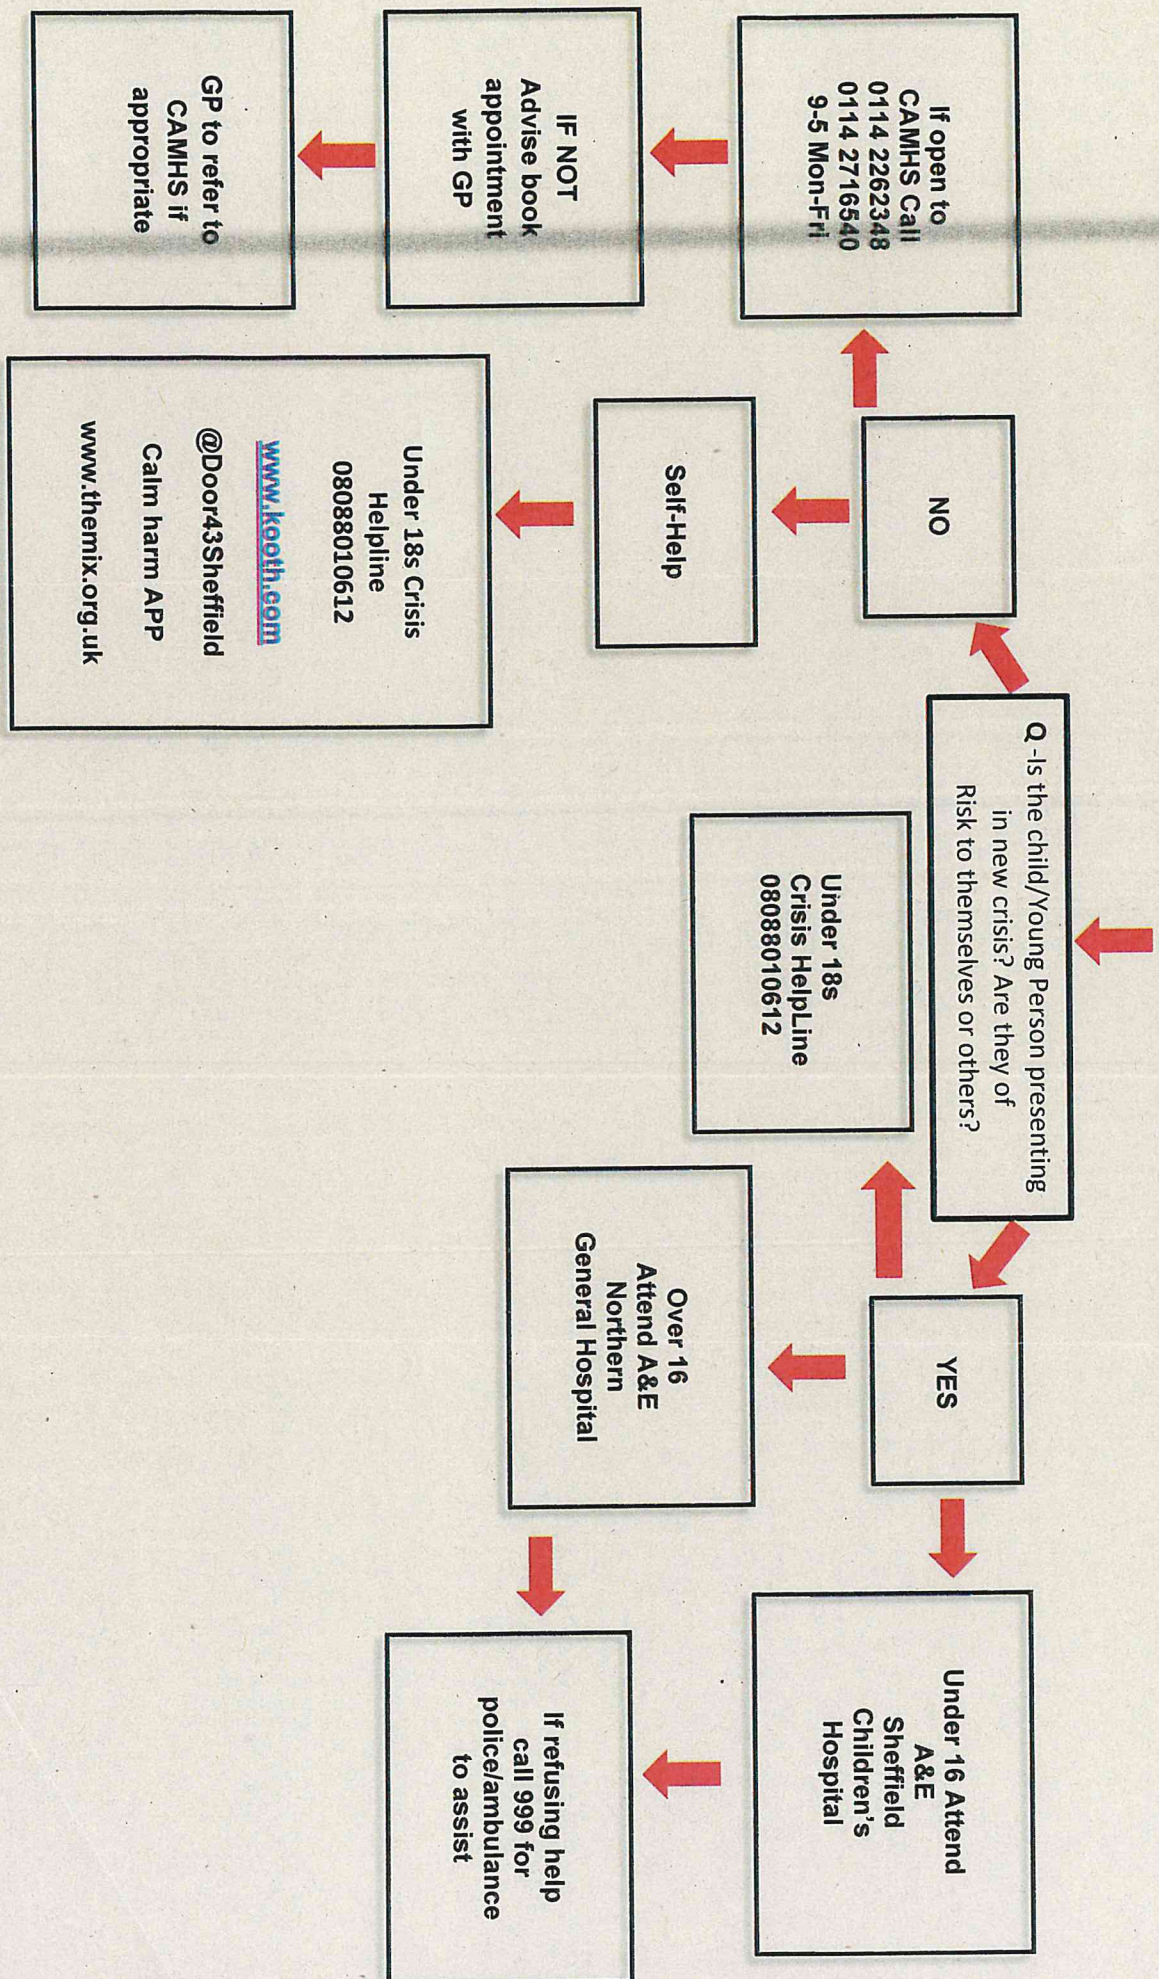 Q -Is the child/Young Person presenting
in new crisis? Are they of
Risk to themselves or others?
NO
YES
If open to
CAMHS Call
0114 2262348
0114 2716540
9-5 Mon-Fri
IF NOT
Advise book
appointment
with GP
GP to refer to
CAMHS if
appropriate
Self-Help
Under 18s Crisis
Helpline
08088010612
www.kooth.com
@Door43Sheffield
Calm harm APP
www.themix.org.uk
Under 18s
Crisis HelpLine
08088010612
Over 16
Attend A&E
Northern
General Hospital
Under 16 Attend
A&E
Sheffield
Children's
Hospital
If refusing help
call 999 for
police/ambulance
to assist